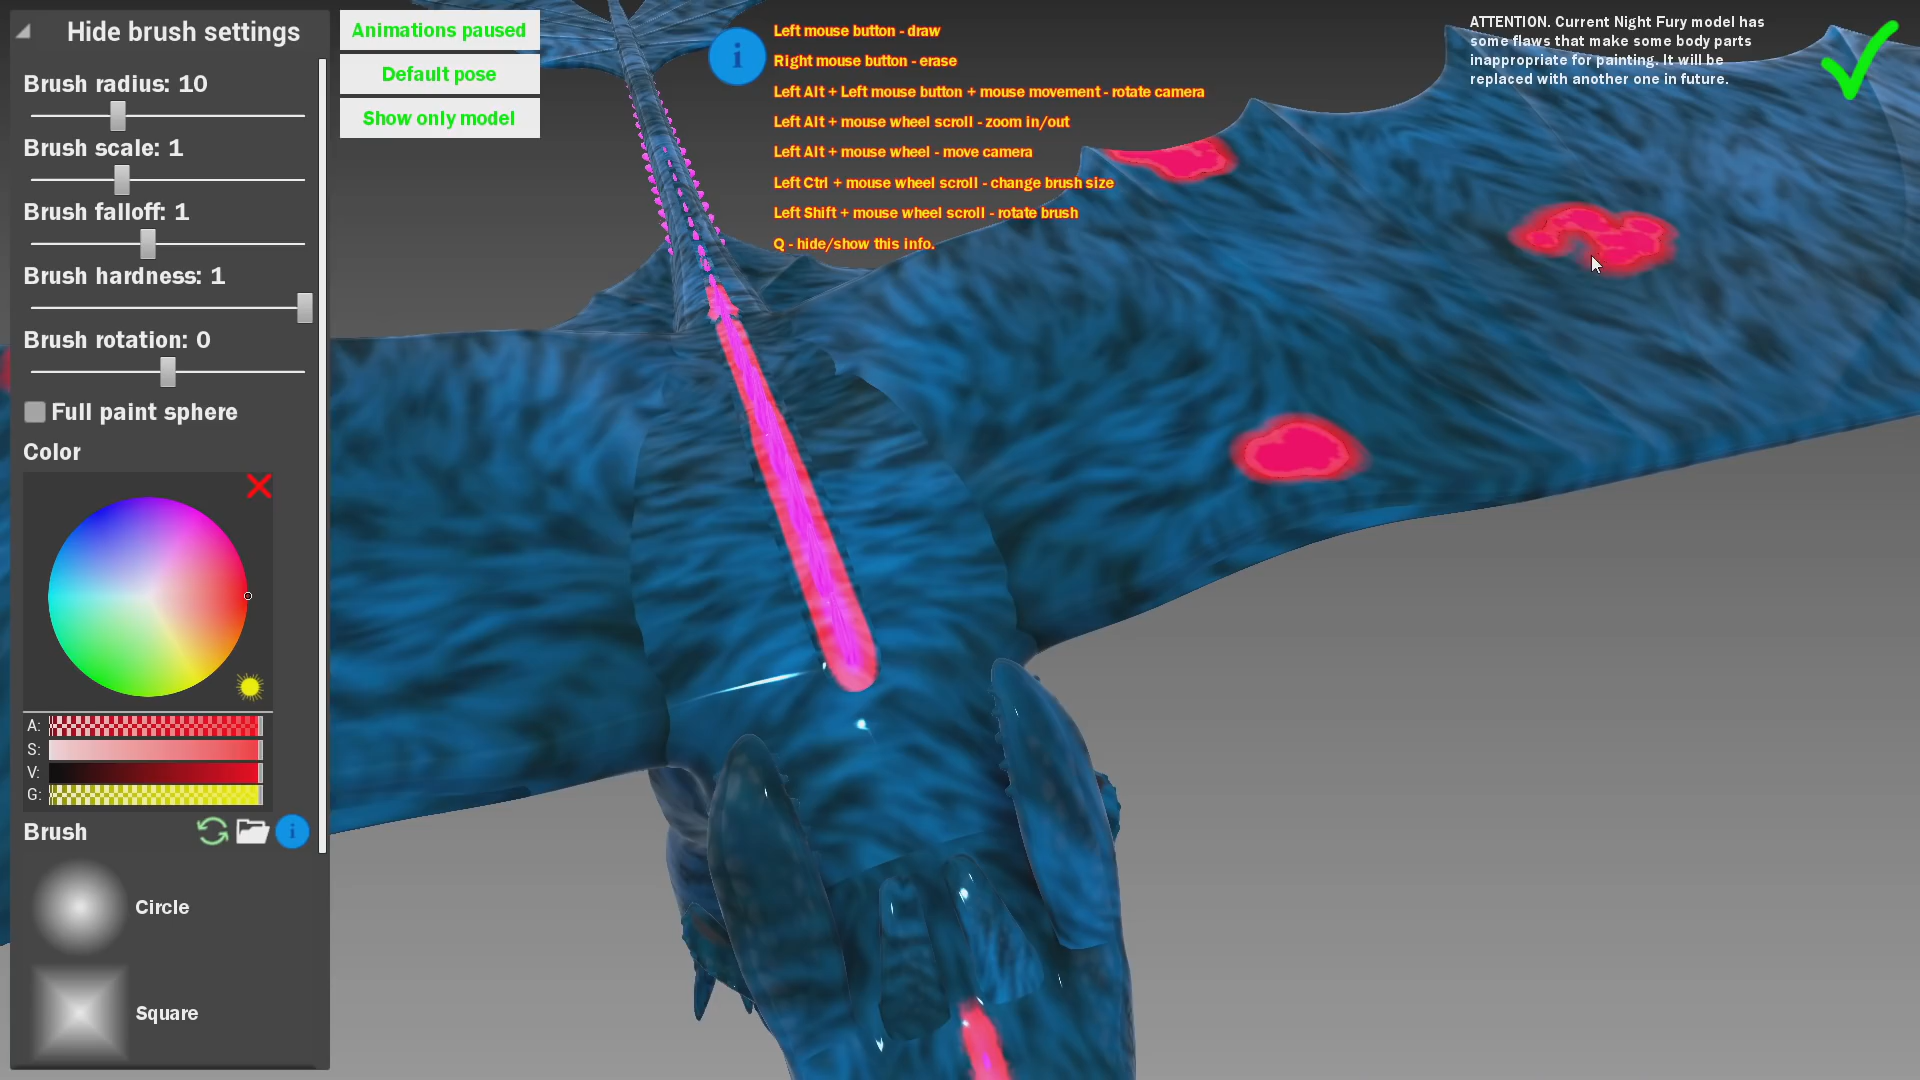 Hide brush settings
Brush radius: 10
Brush scale: 1
Brush falloff: 1
Brush hardness: 1
Brush rotation: 0
Full paint sphere
Color
A:
S:
V:
G:
Brush
Circle
Square
Animations paused
Default pose
Show only model
Left mouse button - draw
Right mouse button - erase
Left Alt + Left mouse button + mouse movement - rotate camera
Left Alt + mouse wheel scroll - zoom in/out
Left Alt + mouse wheel - move camera
Left Ctrl + mouse wheel scroll - change brush size
Left Shift + mouse wheel scroll - rotate brush
Q - hide/show this info.
ATTENTION. Current Night Fury model has
some flaws that make some body parts
inappropriate for painting. It will be
replaced with another one in future.